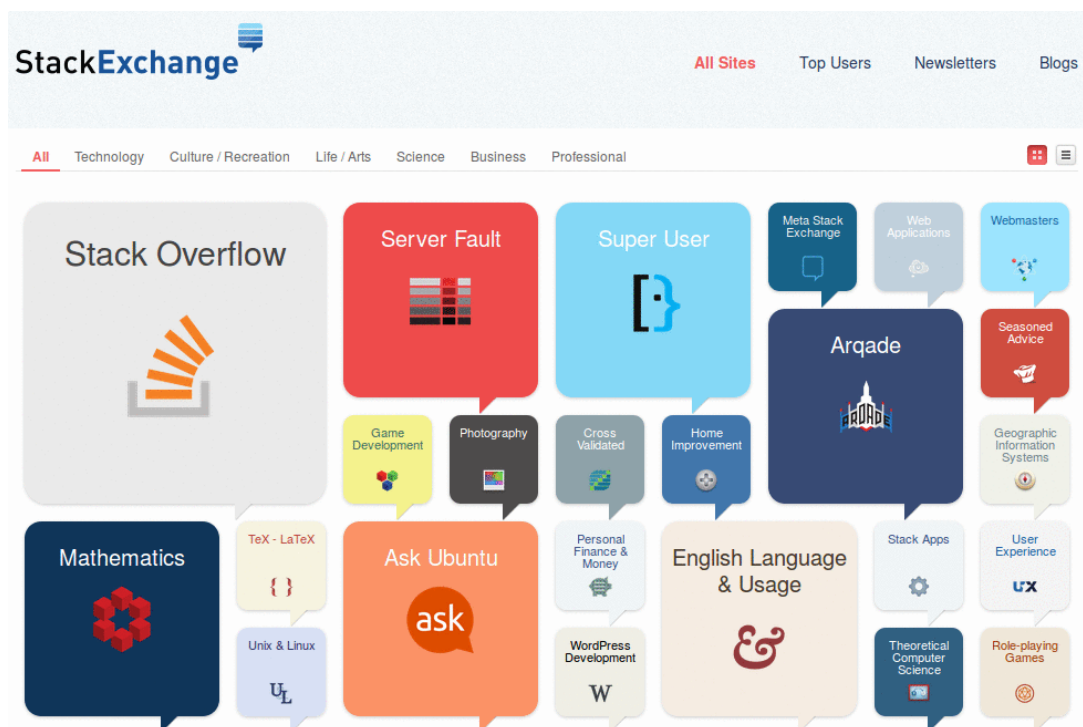 StackExchange
All Sites Top Users Newsletters Blogs
All Technology Culture / Recreation Life / Arts Science Business Professional
Stack Overflow
Server Fault
Super User
Meta Stack
Exchange
Web
Applications
Webmasters
Arqade
ARQADE
Seasoned
Advice
Game
Development
Photography
Cross
Validated
Home
Improvement
Geographic
Information
Systems
Mathematics
TeX - LaTeX
{ }
Ask Ubuntu
ask
Personal
Finance &
Money
English Language
& Usage
&
Stack Apps
User
Experience
UX
Unix & Linux
UL
WordPress
Development
W
Theoretical
Computer
Science
Role-playing
Games